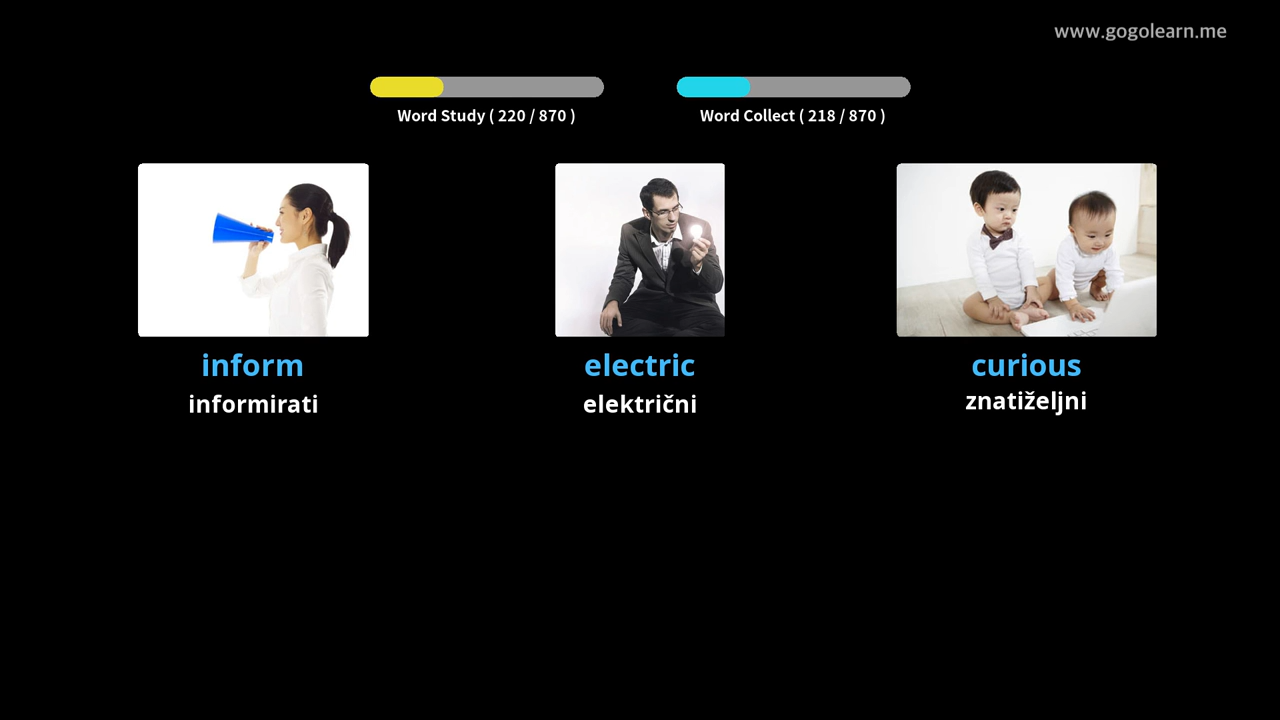 www.gogolearn.me
Word Study ( 220 / 870 )
Word Collect ( 218 / 870 )
inform
electric
curious
informirati
električni
znatiželjni